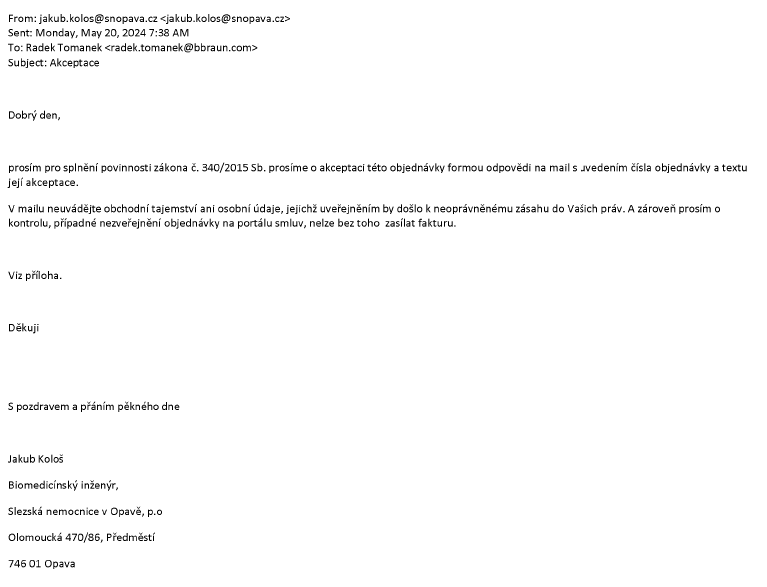 From: jakub.kolos@snopava.cz <jakub.kolos@snopava.cz>
Sent: Monday, May 20, 2024 7:38 AM
To: Radek Tomanek <radek.tomanek@bbraun.com>
Subject: Akceptace
Dobrý den,
prosím pro splnění povinnosti zákona č. 340/2015 Sb. prosíme o akceptaci této objednávky formou odpovědi na mail s uvedením čísla objednávky a textu
její akceptace.
V mailu neuvádějte obchodní tajemství ani osobní údaje, jejichž uveřejněním by došlo k neoprávněnému zásahu do Vašich práv. A zároveň prosím o
kontrolu, případné nezveřejnění objednávky na portálu smluv, nelze bez toho  zasílat fakturu.
Viz příloha.
Děkuji
S pozdravem a přáním pěkného dne
Jakub Kološ
Biomedicínský inženýr,
Slezská nemocnice v Opavě, p.o
Olomoucká 470/86, Předměstí
746 01 Opava